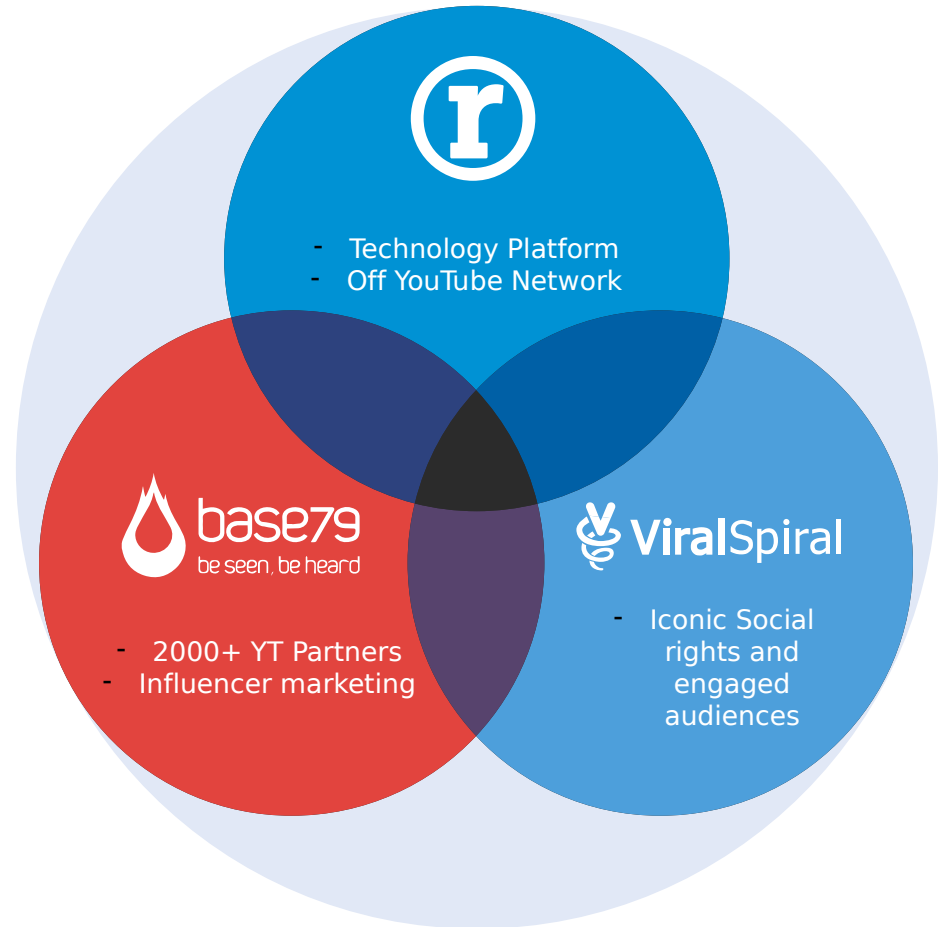 r
- Technology Platform
- Off YouTube Network
base79
be seen, be heard
- 2000+ YT Partners
- Influencer marketing
ViralSpiral
- Iconic Social
rights and
engaged
audiences